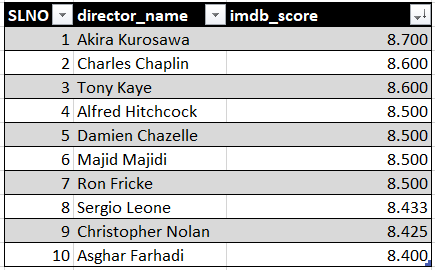 SLNO director_name imdb_score
1 Akira Kurosawa 8.700
2 Charles Chaplin 8.600
3 Tony Kaye 8.600
4 Alfred Hitchcock 8.500
5 Damien Chazelle 8.500
6 Majid Majidi 8.500
7 Ron Fricke 8.500
8 Sergio Leone 8.433
9 Christopher Nolan 8.425
10 Asghar Farhadi 8.400